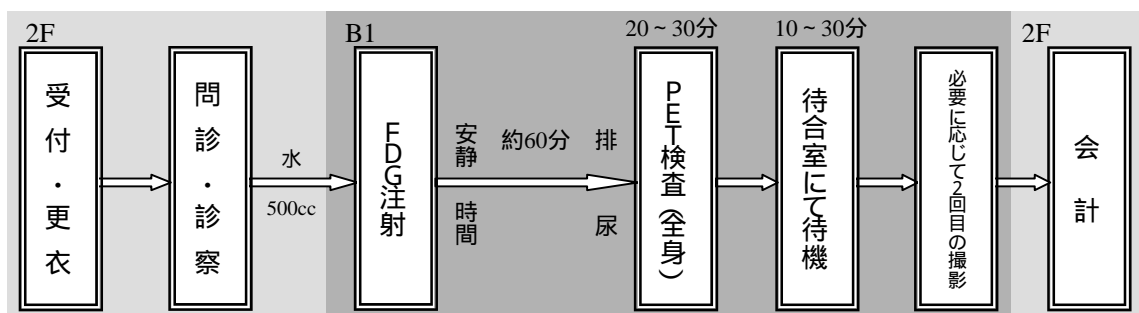 2F
受付・更衣
問診・診察
水
500cc
B1
FDG注射
安静
時間
約60分
排
尿
20~30分
PET検査(全身)
10~30分
待合室にて待機
必要に応じて2回目の撮影
2F
会計